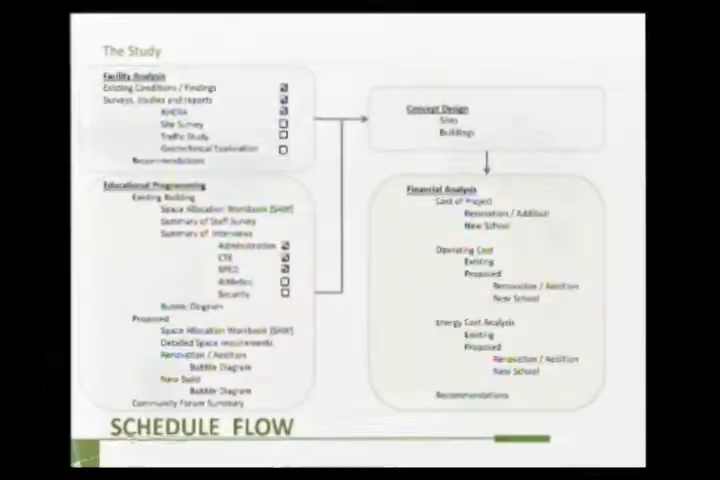 The Study
Facility Analysis
Existing Conditions / Findings
Surveys, studies and reports
AHERA
Site Survey
Traffic Study
Geotechnical Exploration
Recommendations
Educational Programming
Existing Building
Space Allocation Workbook (SAW)
Summary of Staff Survey
Summary of Interviews
Administration
CTE
SPED
Athletics
Security
Bubble Diagram
Proposed
Space Allocation Workbook (SAW)
Detailed Space requirements
Renovation / Addition
Bubble Diagram
New Build
Bubble Diagram
Community Forum Summary
Concept Design
Sites
Buildings
Financial Analysis
Cost of Project
Renovation / Addition
New School
Operating Cost
Existing
Proposed
Renovation / Addition
New School
Energy Cost Analysis
Existing
Proposed
Renovation / Addition
New School
Recommendations
SCHEDULE FLOW